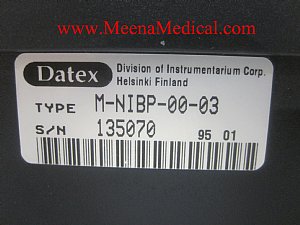 www.MeenaMedical.com
Datex Division of Instrumentarium Corp.
Helsinki Finland
TYPE M-NIBP-00-03
S/N 135070 95 01